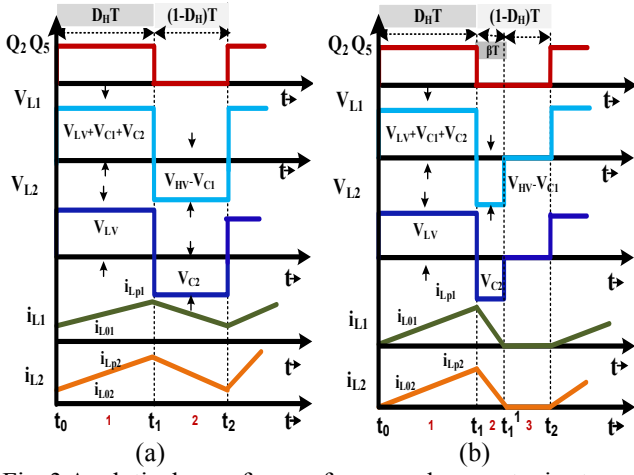 DHT (1-DH)T
Q2 Q5
t
VL1
VLV+VC1+VC2
t
VHV-VC1
VL2
VLV
t
VC2
iLp1
iL1
iL01
t
iLp2
iL2
iL02
t0 1 t1 2 t2 t
(a)
DHT (1-DH)T
βT
Q2 Q5
t
VL1
VLV+VC1+VC2
t
VHV-VC1
VL2
VLV
t
VC2
iLp1
iL1
iL01
t
iLp2
iL2
iL02
t0 1 t1 2 t1¹ 3 t2 t
(b)